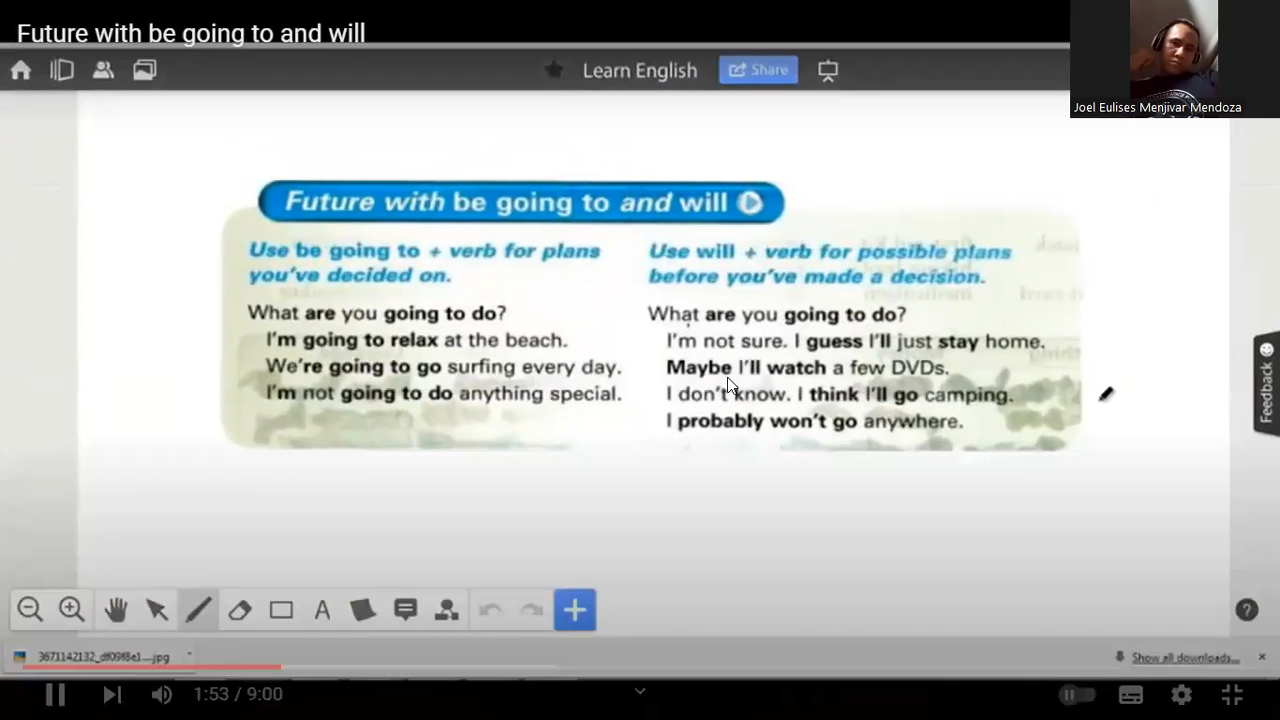 Future with be going to and will
Learn English
Share
Joel Eulises Menjivar Mendoza
Future with be going to and will
Use be going to + verb for plans
you've decided on.
What are you going to do?
I'm going to relax at the beach.
We're going to go surfing every day.
I'm not going to do anything special.
Use will + verb for possible plans
before you've made a decision.
What are you going to do?
I'm not sure. I guess I'll just stay home.
Maybe I'll watch a few DVDs.
I don't know. I think I'll go camping.
I probably won't go anywhere.
Feedback
A
?
3671142132_df09f8e1....jpg
Show all downloads...
1:53 / 9:00